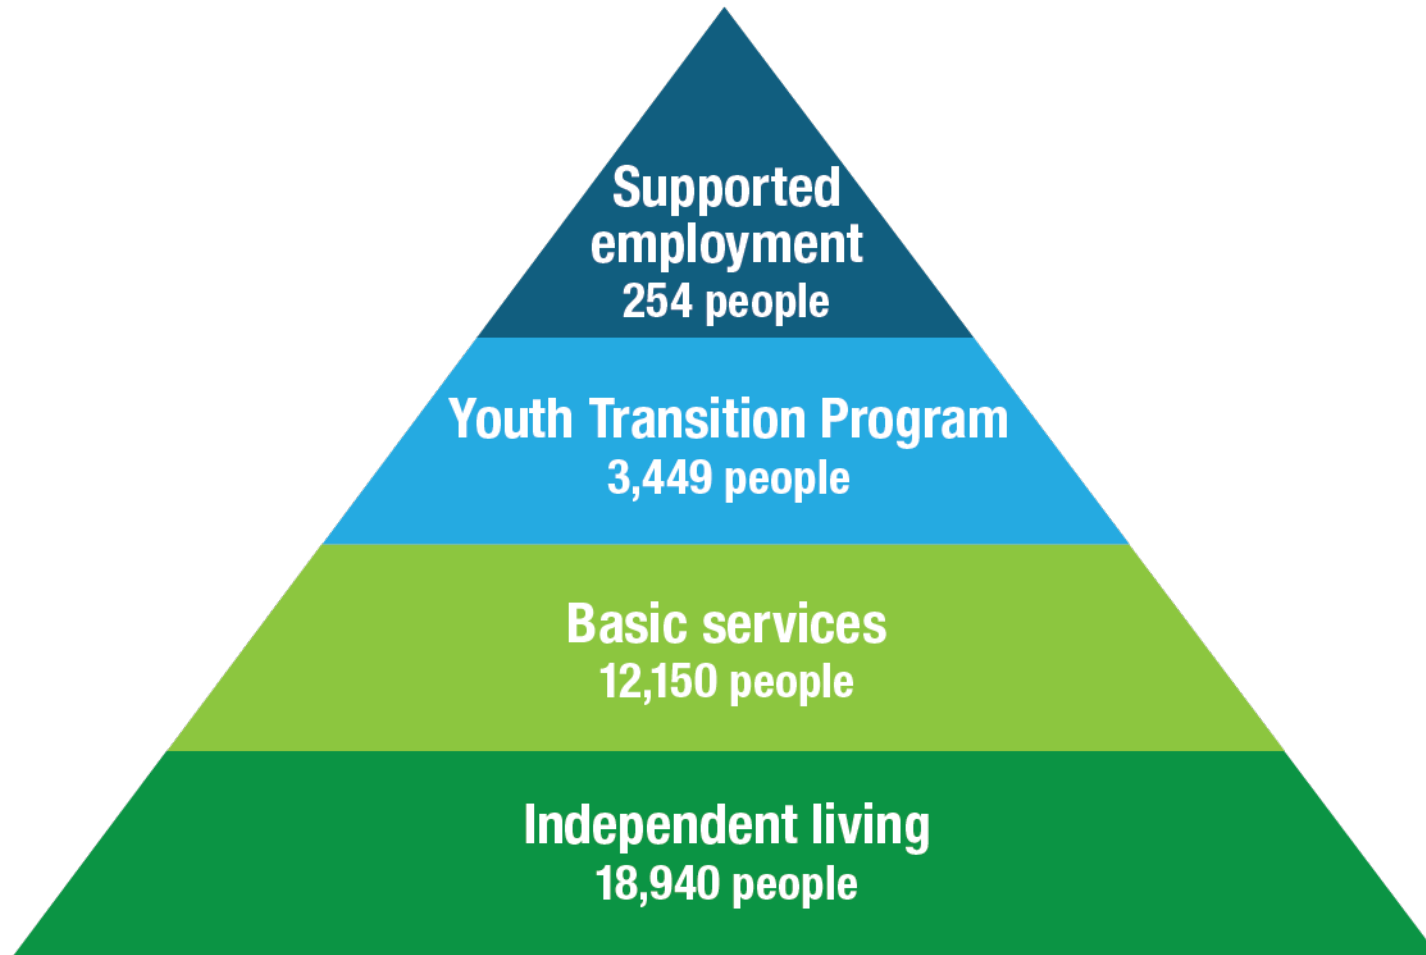 Supported
employment
254 people
Youth Transition Program
3,449 people
Basic services
12,150 people
Independent living
18,940 people